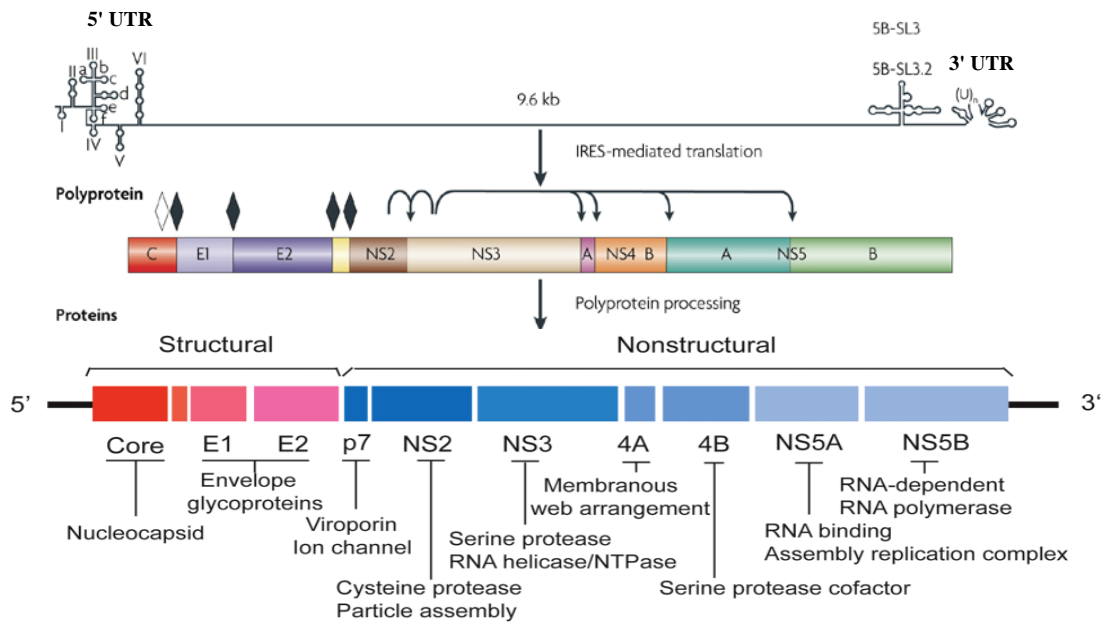 5' UTR
5B-SL3
5B-SL3.2
3' UTR
VI
III
b
II
a
c
d
e
f
I
IV
V
9.6 kb
(U)n
IRES-mediated translation
Polyprotein
C E1 E2 NS2 NS3 A NS4 B A NS5 B
Polyprotein processing
Proteins
Structural Nonstructural
5’ 3‘
Core E1 E2 p7 NS2 NS3 4A 4B NS5A NS5B
Envelope
glycoproteins
Nucleocapsid
Viroporin
Ion channel
Membranous
web arrangement
RNA-dependent
RNA polymerase
Serine protease
RNA helicase/NTPase
RNA binding
Assembly replication complex
Cysteine protease
Particle assembly
Serine protease cofactor